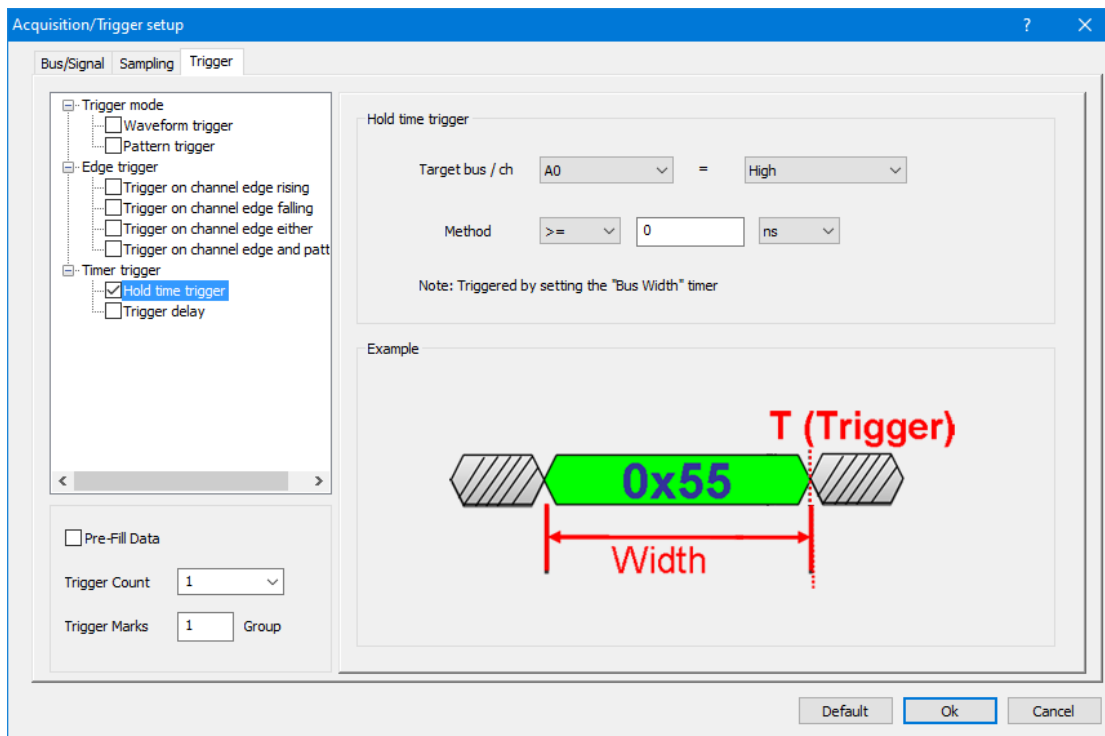 Acquisition/Trigger setup
?
Bus/Signal Sampling Trigger
Trigger mode
Waveform trigger
Pattern trigger
Edge trigger
Trigger on channel edge rising
Trigger on channel edge falling
Trigger on channel edge either
Trigger on channel edge and patt
Timer trigger
Hold time trigger
Trigger delay
Pre-Fill Data
Trigger Count 1
Trigger Marks 1 Group
Hold time trigger
Target bus / ch A0 = High
Method >= 0 ns
Note: Triggered by setting the "Bus Width" timer
Example
T (Trigger)
0x55
Width
Default Ok Cancel